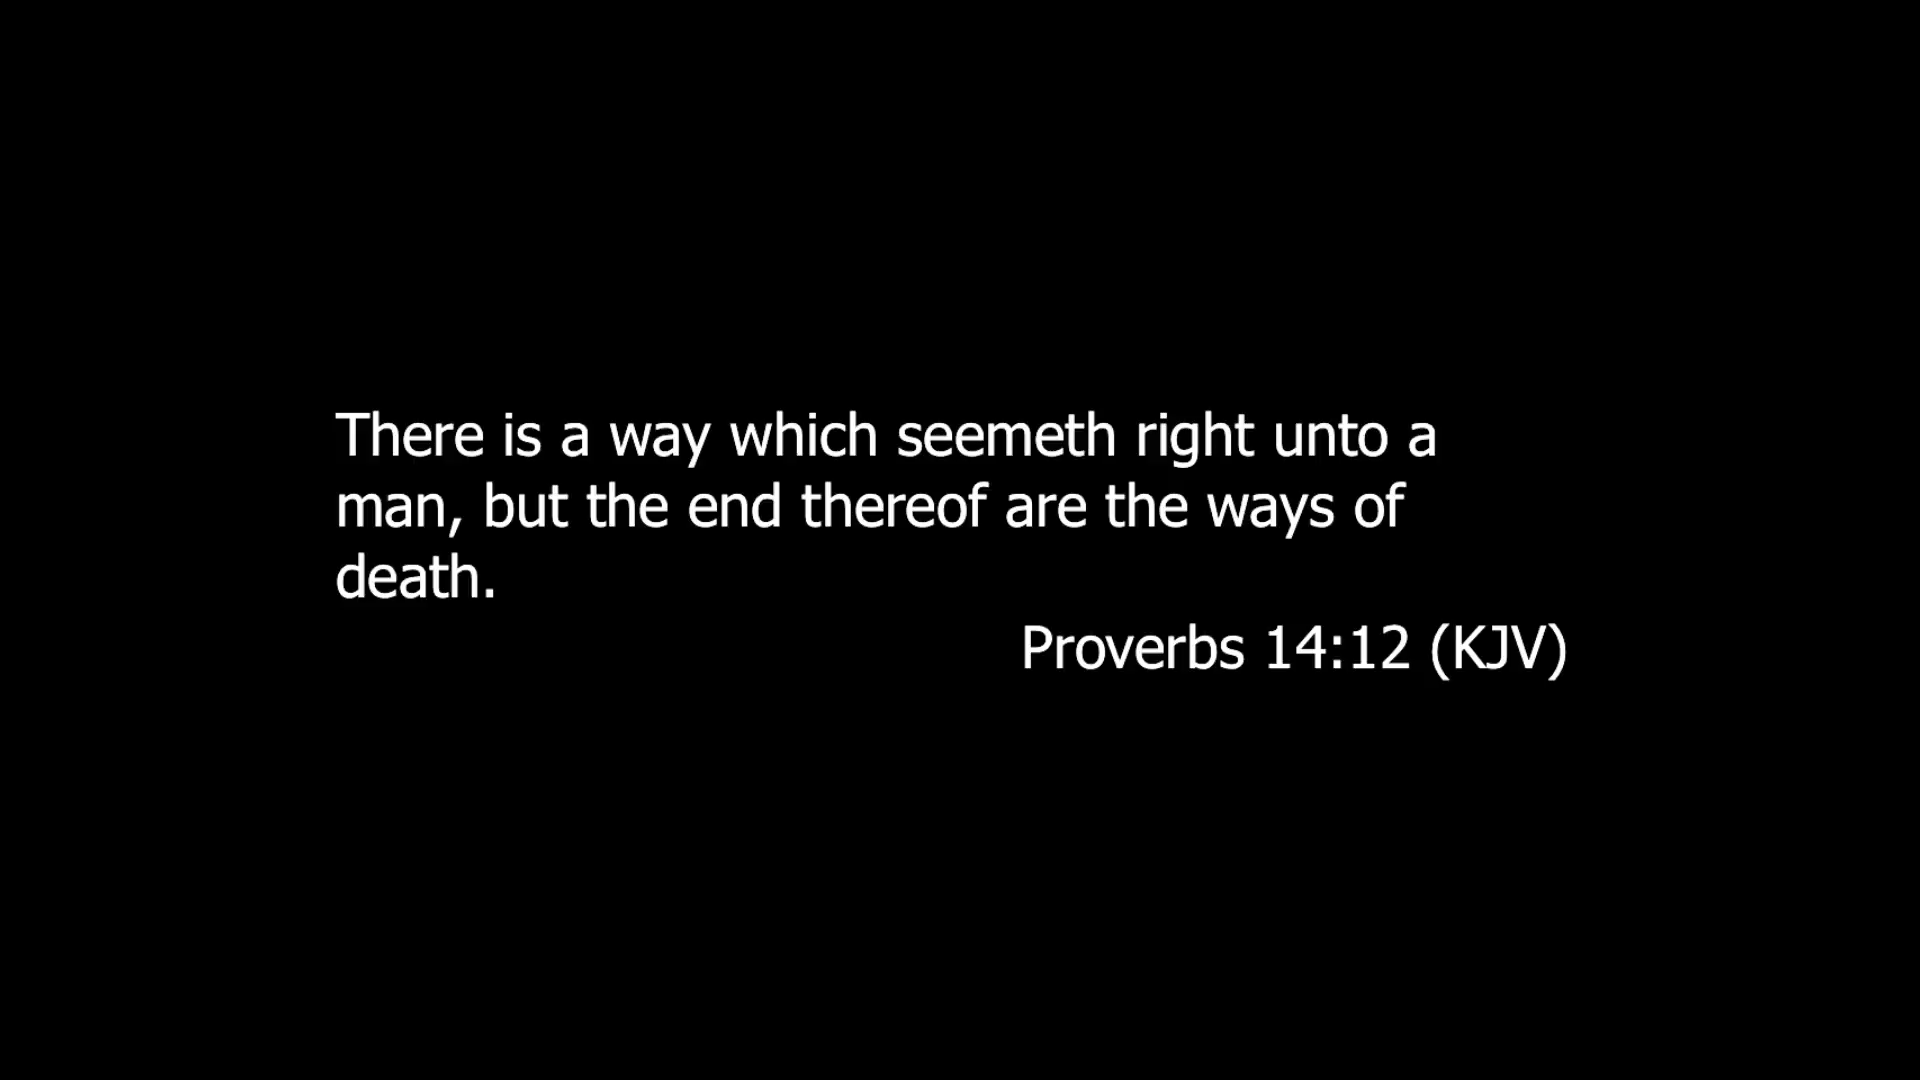 There is a way which seemeth right unto a
man, but the end thereof are the ways of
death.
Proverbs 14:12 (KJV)